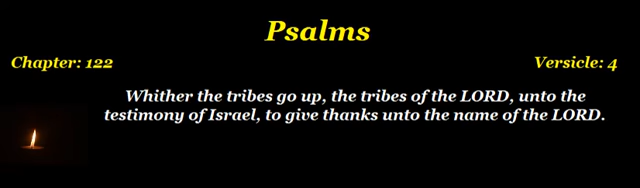 Psalms
Chapter: 122 Versicle: 4
Whither the tribes go up, the tribes of the LORD, unto the
testimony of Israel, to give thanks unto the name of the LORD.